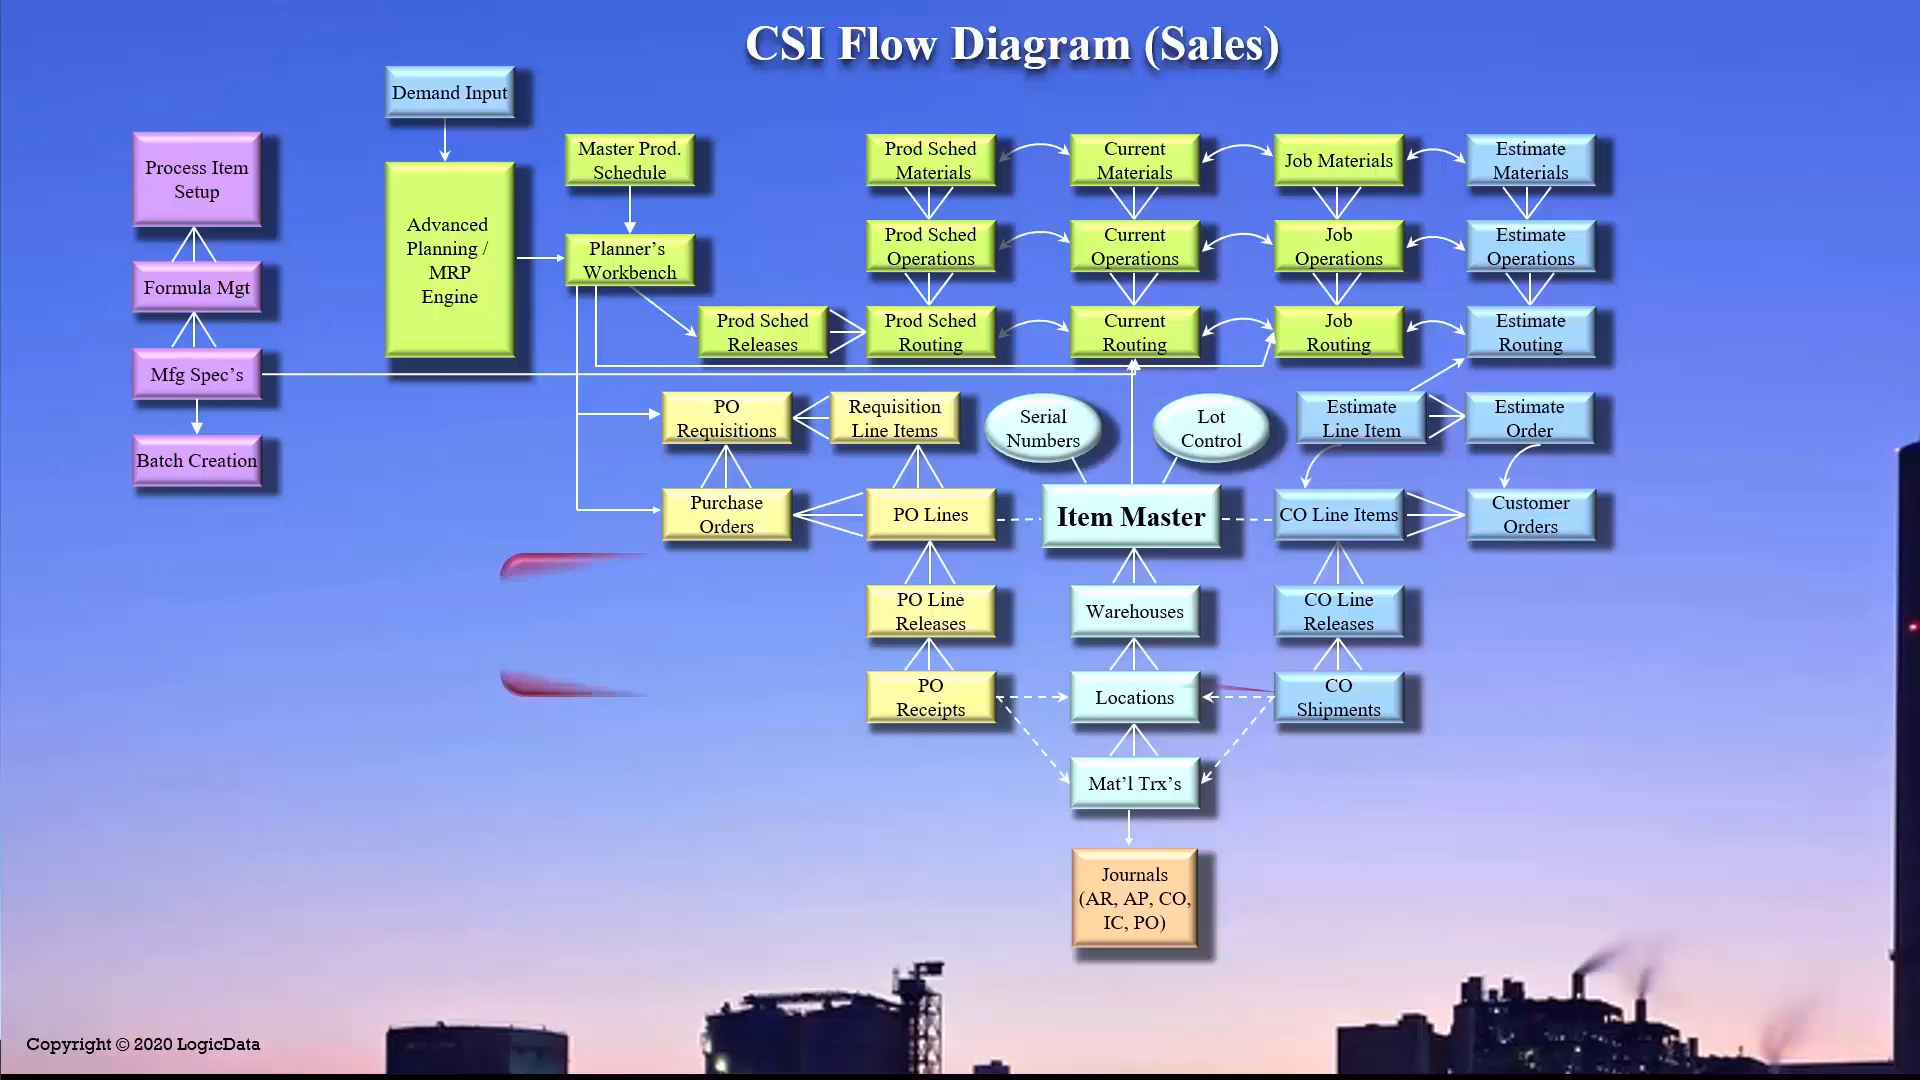 CSI Flow Diagram (Sales)
Demand Input
Process Item
Setup
Formula Mgt
Mfg Spec’s
Batch Creation
Advanced
Planning /
MRP
Engine
Master Prod.
Schedule
Planner’s
Workbench
Prod Sched
Releases
Prod Sched
Materials
Current
Materials
Job Materials
Estimate
Materials
Prod Sched
Operations
Current
Operations
Job
Operations
Estimate
Operations
Prod Sched
Routing
Current
Routing
Job
Routing
Estimate
Routing
PO
Requisitions
Requisition
Line Items
Serial
Numbers
Lot
Control
Estimate
Line Item
Estimate
Order
Purchase
Orders
PO Lines
Item Master
CO Line Items
Customer
Orders
PO Line
Releases
Warehouses
CO Line
Releases
PO
Receipts
Locations
CO
Shipments
Mat’l Trx’s
Journals
(AR, AP, CO,
IC, PO)
Copyright © 2020 LogicData